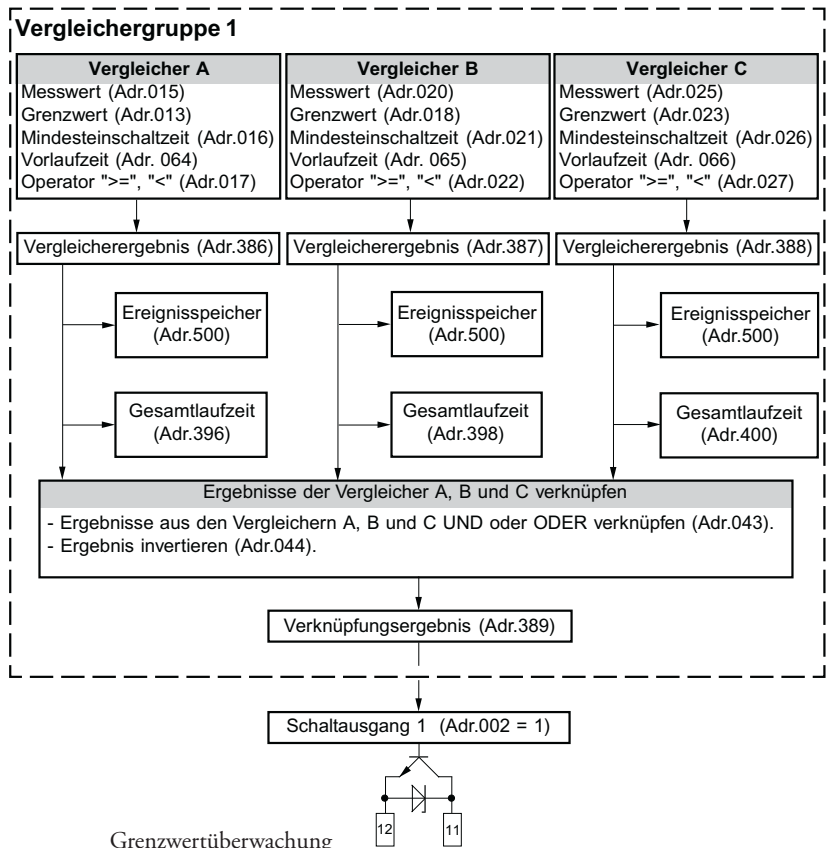 Vergleichergruppe 1
Vergleicher A
Messwert (Adr.015)
Grenzwert (Adr.013)
Mindesteinschaltzeit (Adr.016)
Vorlaufzeit (Adr. 064)
Operator ">=", "<" (Adr.017)
Vergleicher B
Messwert (Adr.020)
Grenzwert (Adr.018)
Mindesteinschaltzeit (Adr.021)
Vorlaufzeit (Adr. 065)
Operator ">=", "<" (Adr.022)
Vergleicher C
Messwert (Adr.025)
Grenzwert (Adr.023)
Mindesteinschaltzeit (Adr.026)
Vorlaufzeit (Adr. 066)
Operator ">=", "<" (Adr.027)
Vergleicherergebnis (Adr.386)
Vergleicherergebnis (Adr.387)
Vergleicherergebnis (Adr.388)
Ereignisspeicher
(Adr.500)
Ereignisspeicher
(Adr.500)
Ereignisspeicher
(Adr.500)
Gesamtlaufzeit
(Adr.396)
Gesamtlaufzeit
(Adr.398)
Gesamtlaufzeit
(Adr.400)
Ergebnisse der Vergleicher A, B und C verknüpfen
- Ergebnisse aus den Vergleichern A, B und C UND oder ODER verknüpfen (Adr.043).
- Ergebnis invertieren (Adr.044).
Verknüpfungsergebnis (Adr.389)
Schaltausgang 1 (Adr.002 = 1)
12
11
Grenzwertüberwachung